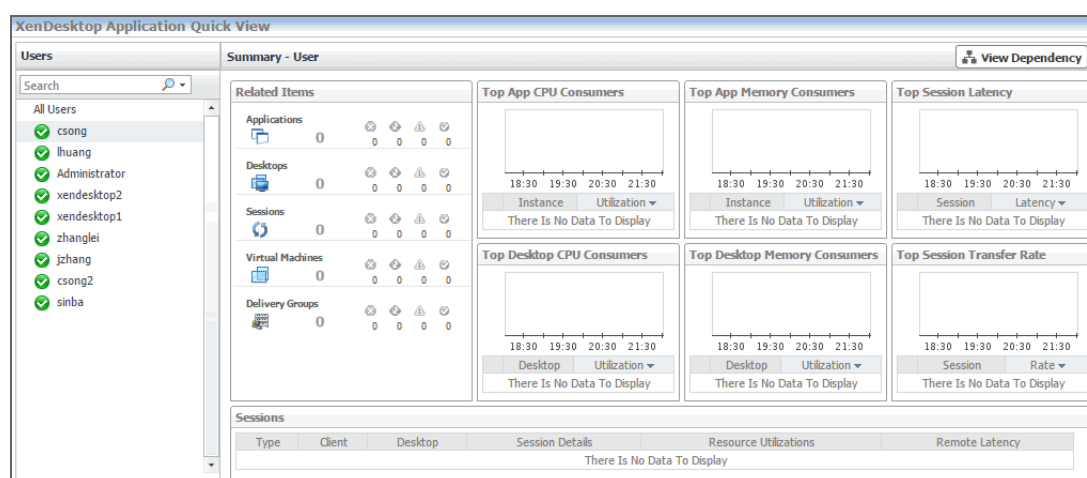 XenDesktop Application Quick View
Users
Search
All Users
csong
lhuang
Administrator
xendesktop2
xendesktop1
zhanglei
jzhang
csong2
sinba
Summary - User
View Dependency
Related Items
Applications
0
0 0 0 0
Desktops
0
0 0 0 0
Sessions
0
0 0 0 0
Virtual Machines
0
0 0 0 0
Delivery Groups
0
0 0 0 0
Top App CPU Consumers
18:30 19:30 20:30 21:30
Instance Utilization
There Is No Data To Display
Top App Memory Consumers
18:30 19:30 20:30 21:30
Instance Utilization
There Is No Data To Display
Top Session Latency
18:30 19:30 20:30 21:30
Session Latency
There Is No Data To Display
Top Desktop CPU Consumers
18:30 19:30 20:30 21:30
Desktop Utilization
There Is No Data To Display
Top Desktop Memory Consumers
18:30 19:30 20:30 21:30
Desktop Utilization
There Is No Data To Display
Top Session Transfer Rate
18:30 19:30 20:30 21:30
Session Rate
There Is No Data To Display
Sessions
Type Client Desktop Session Details Resource Utilizations Remote Latency
There Is No Data To Display